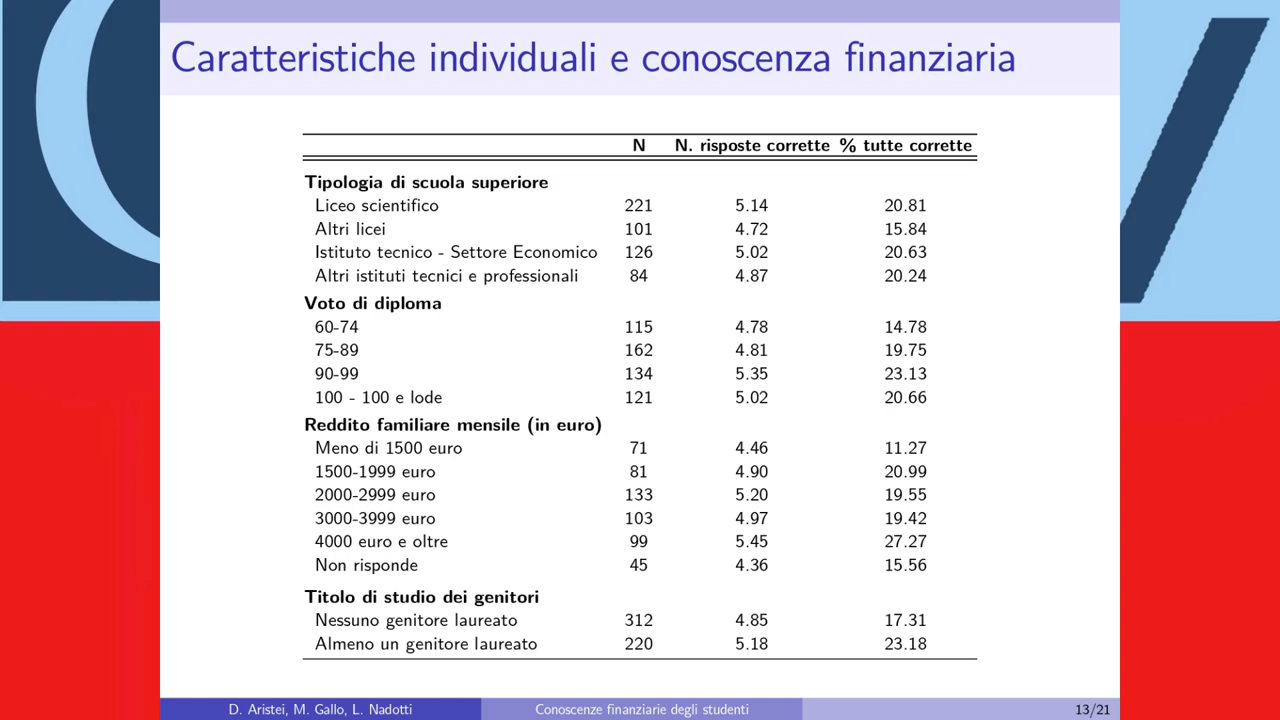 Caratteristiche individuali e conoscenza finanziaria
N N. risposte corrette % tutte corrette
Tipologia di scuola superiore
Liceo scientifico 221 5.14 20.81
Altri licei 101 4.72 15.84
Istituto tecnico - Settore Economico 126 5.02 20.63
Altri istituti tecnici e professionali 84 4.87 20.24
Voto di diploma
60-74 115 4.78 14.78
75-89 162 4.81 19.75
90-99 134 5.35 23.13
100 - 100 e lode 121 5.02 20.66
Reddito familiare mensile (in euro)
Meno di 1500 euro 71 4.46 11.27
1500-1999 euro 81 4.90 20.99
2000-2999 euro 133 5.20 19.55
3000-3999 euro 103 4.97 19.42
4000 euro e oltre 99 5.45 27.27
Non risponde 45 4.36 15.56
Titolo di studio dei genitori
Nessuno genitore laureato 312 4.85 17.31
Almeno un genitore laureato 220 5.18 23.18
D. Aristei, M. Gallo, L. Nadotti Conoscenze finanziarie degli studenti 13/21